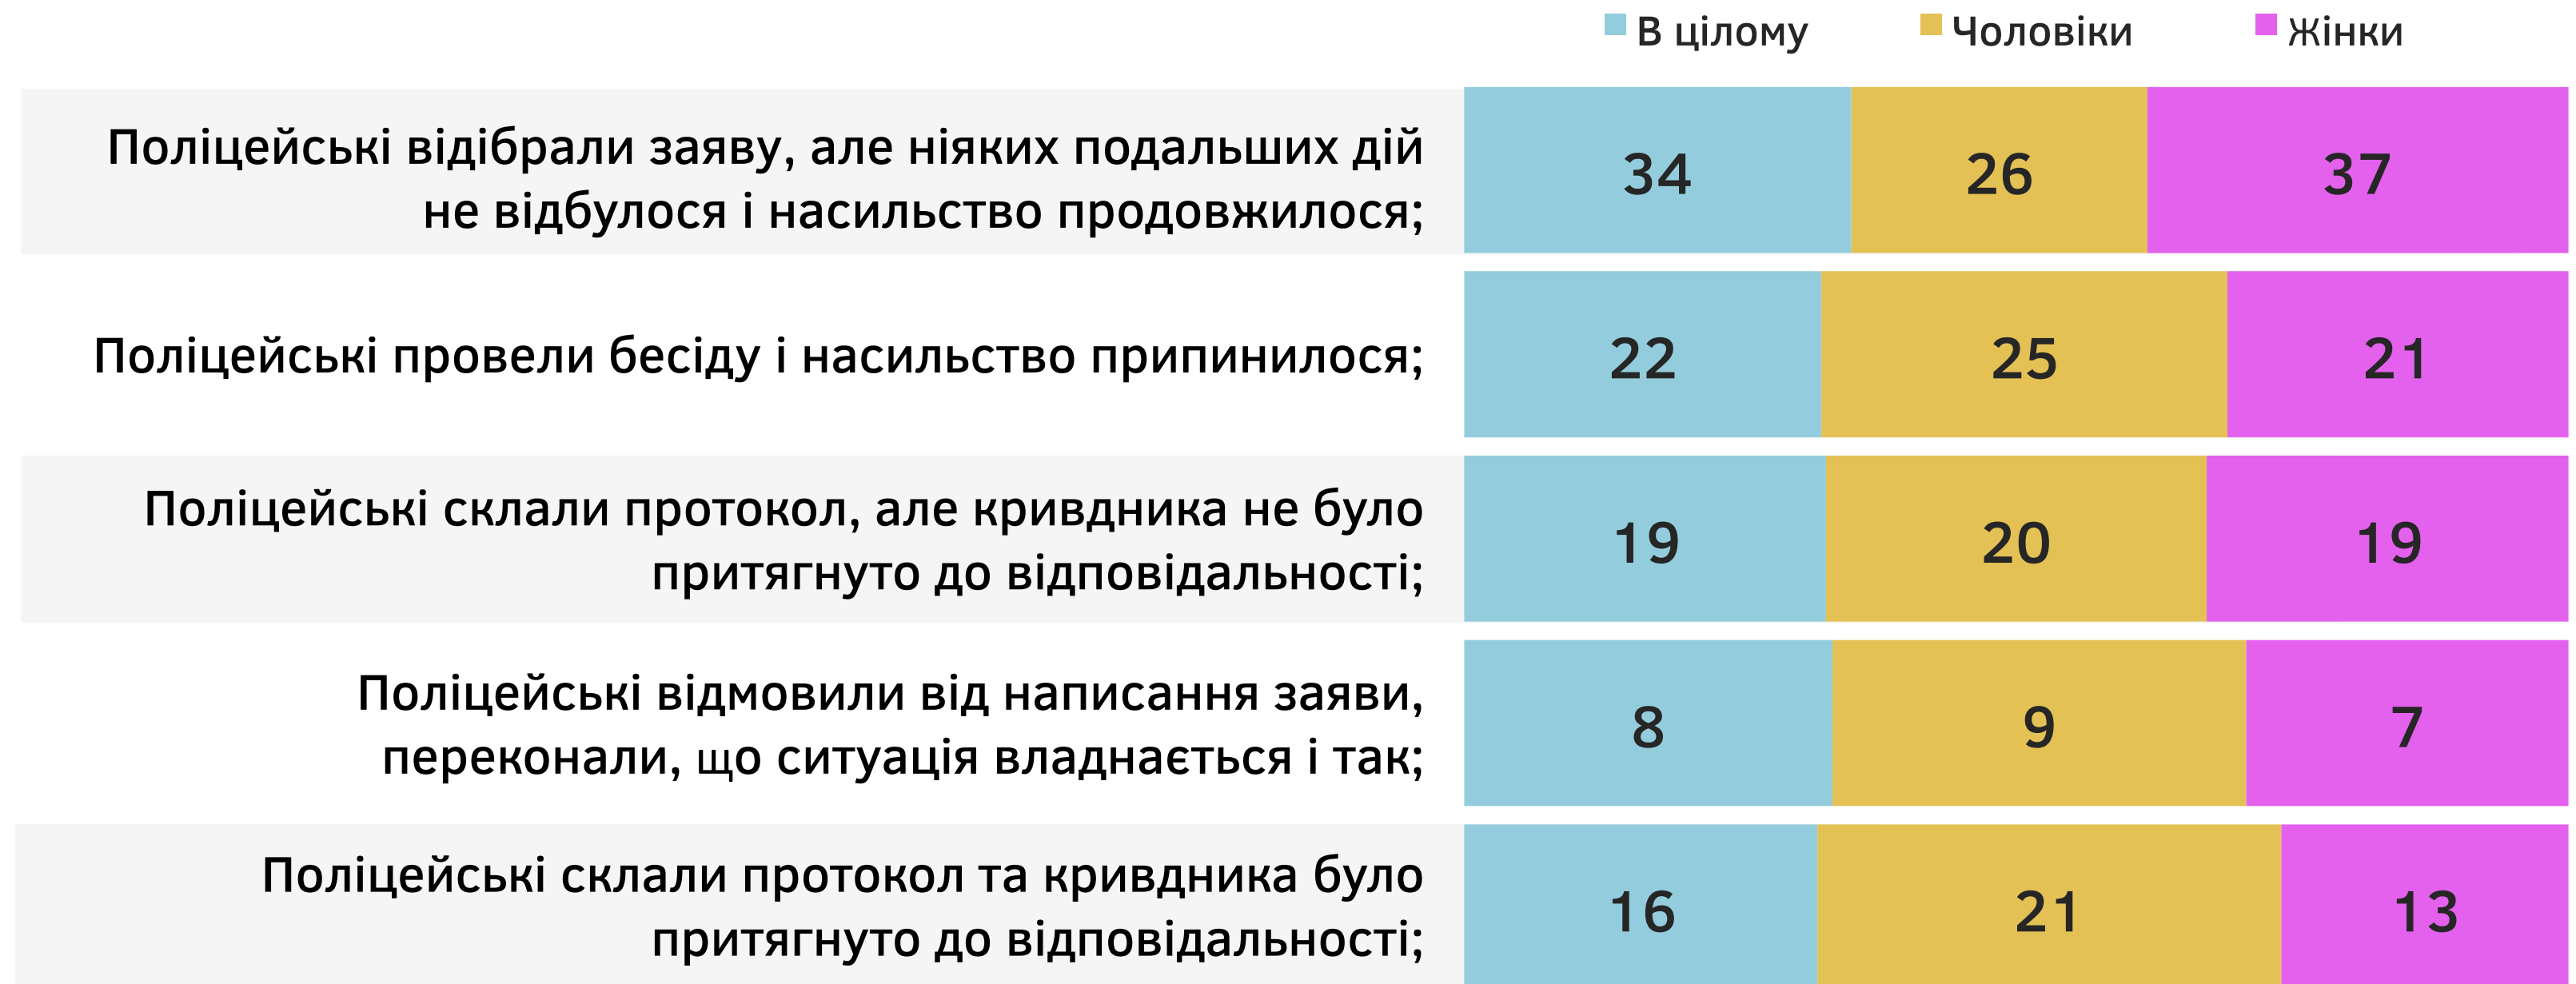 В цілому Чоловіки Жінки
Поліцейські відібрали заяву, але ніяких подальших дій
не відбулося і насильство продовжилося;
34 26 37
Поліцейські провели бесіду і насильство припинилося;
22 25 21
Поліцейські склали протокол, але кривдника не було
притягнуто до відповідальності;
19 20 19
Поліцейські відмовили від написання заяви,
переконали, що ситуація владнається і так;
8 9 7
Поліцейські склали протокол та кривдника було
притягнуто до відповідальності;
16 21 13